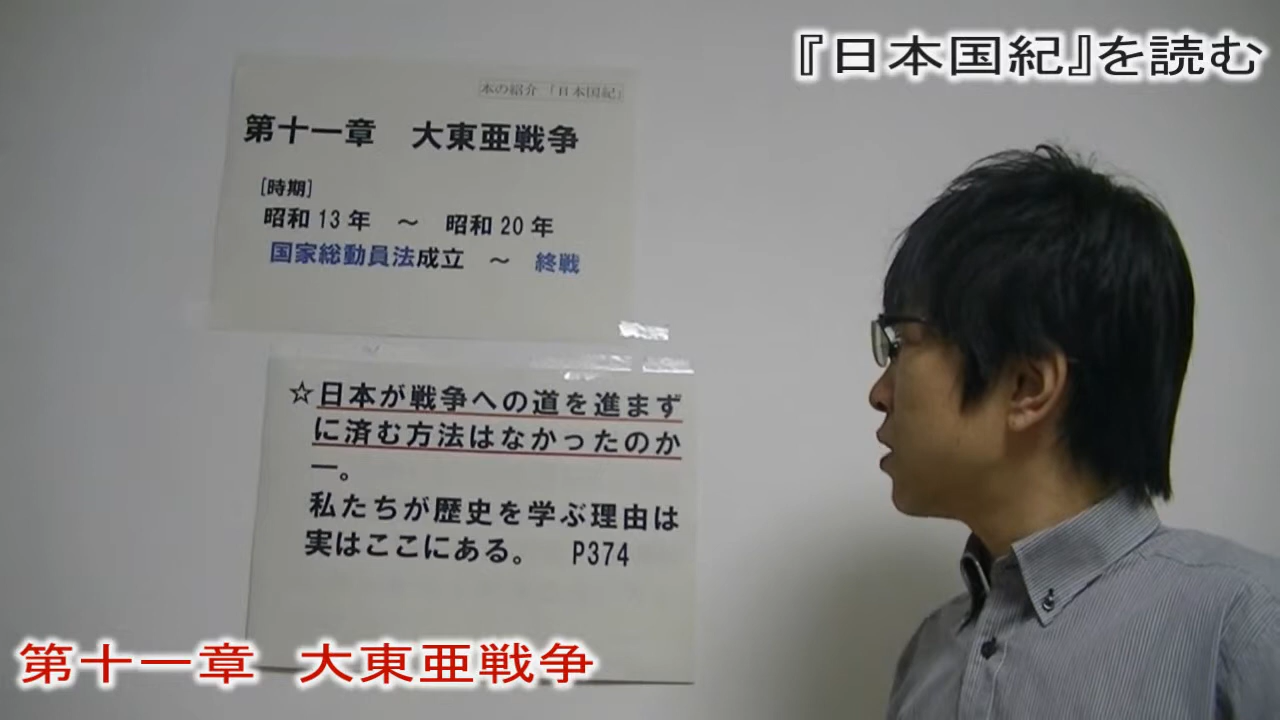 『日本国紀』を読む
本の紹介 「日本国紀」
第十一章　大東亜戦争
[時期]
昭和13年　～　昭和20年
国家総動員法成立　～　終戦
☆日本が戦争への道を進まず
に済む方法はなかったのか
―。
私たちが歴史を学ぶ理由は
実はここにある。　P374
第十一章　大東亜戦争